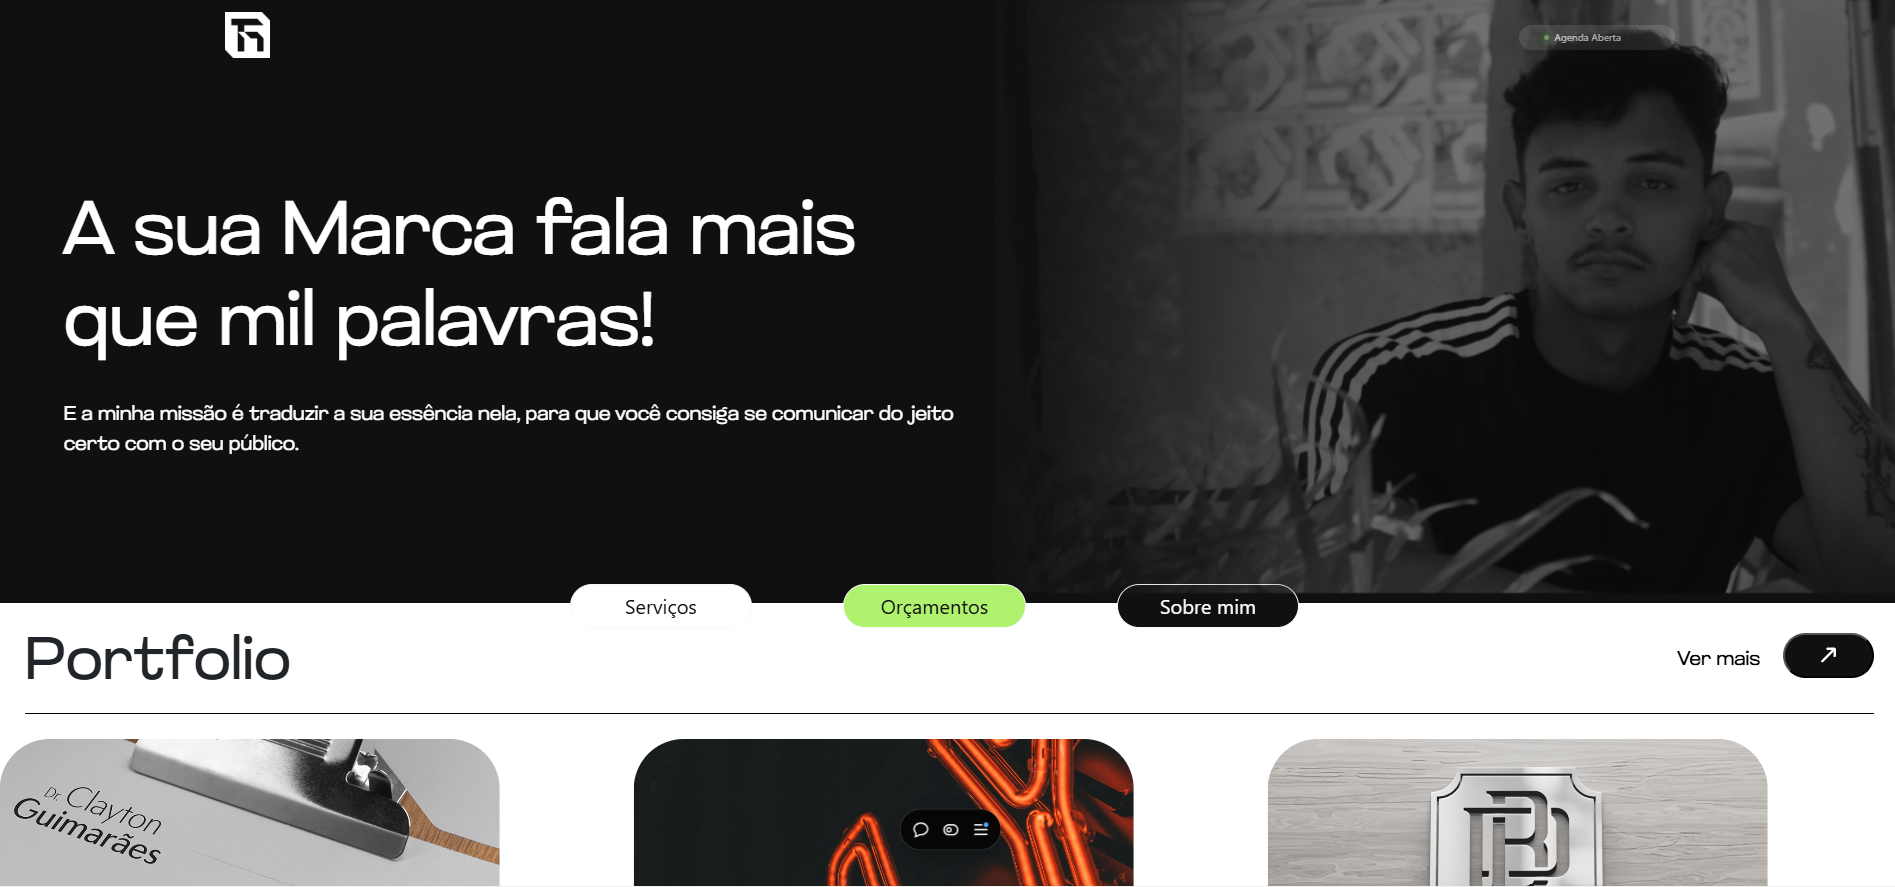 Agenda Aberta
A sua Marca fala mais
que mil palavras!
E a minha missão é traduzir a sua essência nela, para que você consiga se comunicar do jeito
certo com o seu público.
Serviços
Orçamentos
Sobre mim
Portfolio
Ver mais
Dr. Clayton
Guimarães